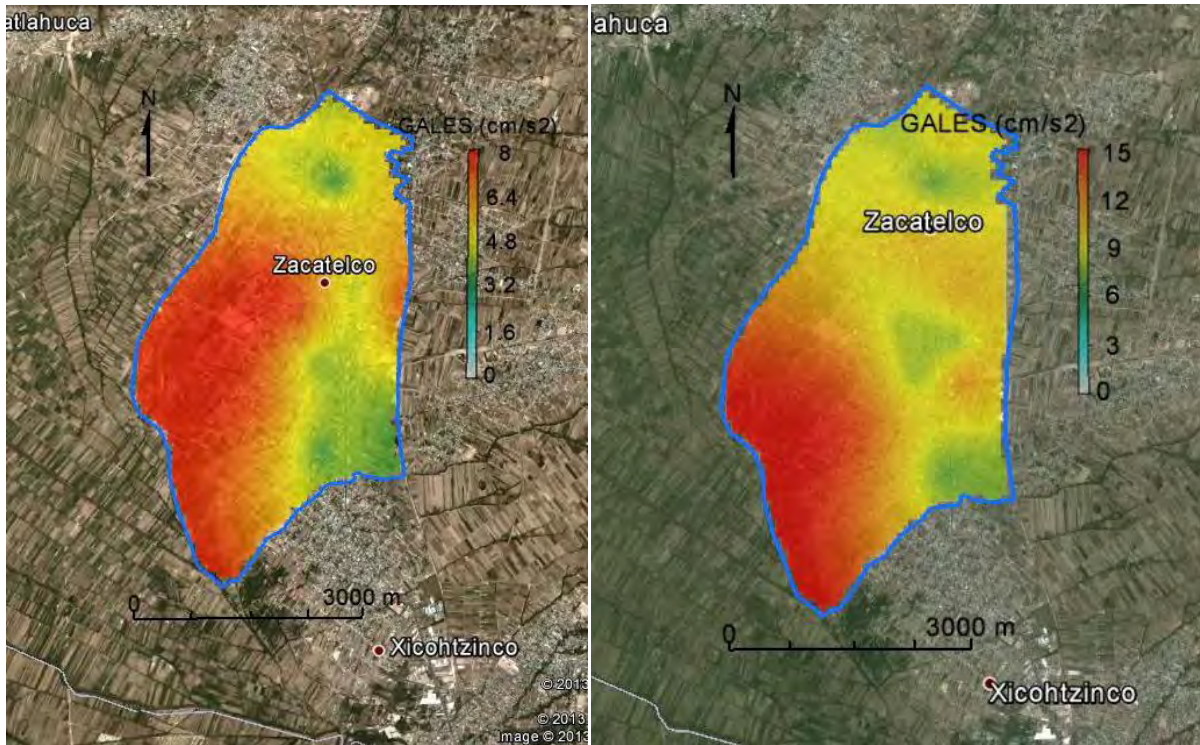 atlahuca
N
GALES (cm/s2)
8
6.4
4.8
3.2
1.6
0
Zacatelco
0
3000 m
Xicohtzinco
© 2013
© 2013
Image © 2013
lahuca
N
GALES (cm/s2)
15
12
9
6
3
0
Zacatelco
0
3000 m
Xicohtzinco